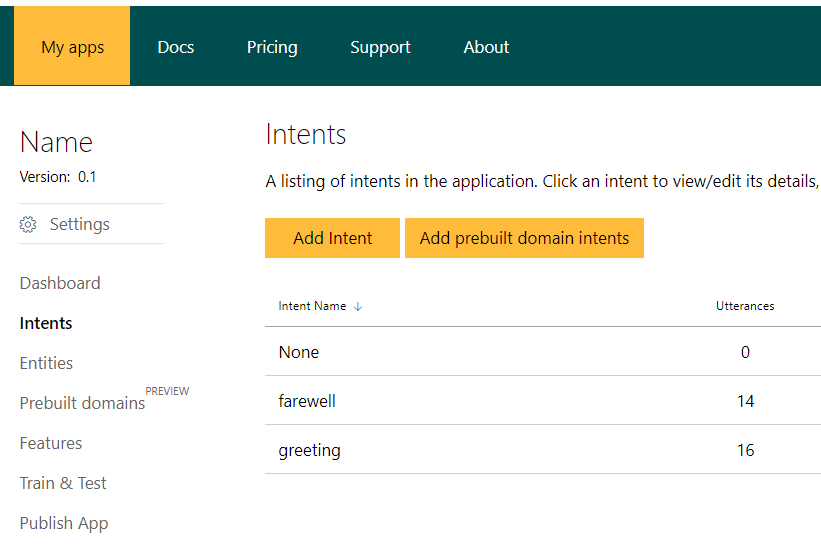 My apps Docs Pricing Support About
Name
Version: 0.1
Settings
Dashboard
Intents
Entities
Prebuilt domains PREVIEW
Features
Train & Test
Publish App
Intents
A listing of intents in the application. Click an intent to view/edit its details,
Add Intent Add prebuilt domain intents
Intent Name ↓ Utterances
None 0
farewell 14
greeting 16